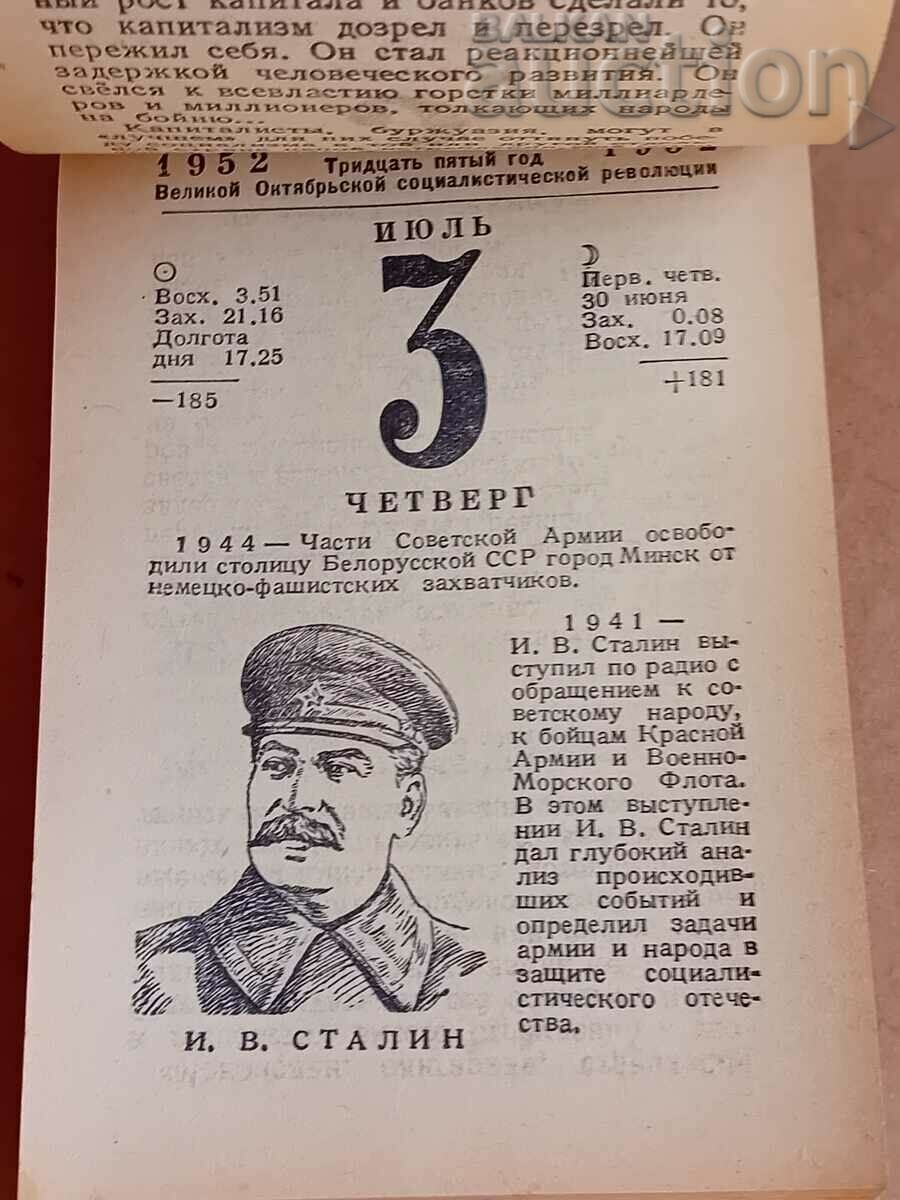 ный рост капитала и банков сделали то,
что капитализм дозрел и перезрел. Он
пережил себя. Он стал реакционнейшей
задержкой человеческого развития. Он
свёлся к всевластию горстки миллиарде-
ров и миллионеров, толкающих народы
на бойню...
Капиталисты, буржуазия, могут в
BALKAN
auction
1952 Тридцать пятый год 1952
Великой Октябрьской социалистической революции
ИЮЛЬ
3
Восх. 3.51
Зах. 21.16
Долгота
дня 17.25
—185
Перв. четв.
30 июня
Зах. 0.08
Восх. 17.09
+181
ЧЕТВЕРГ
1944 — Части Советской Армии освобо-
дили столицу Белорусской ССР город Минск от
немецко-фашистских захватчиков.
1941 —
И. В. Сталин вы-
ступил по радио с
обращением к со-
ветскому народу,
к бойцам Красной
Армии и Военно-
Морского Флота.
В этом выступле-
нии И. В. Сталин
дал глубокий ана-
лиз происходив-
ших событий и
определил задачи
армии и народа в
защите социали-
стического отече-
ства.
И. В. СТАЛИН